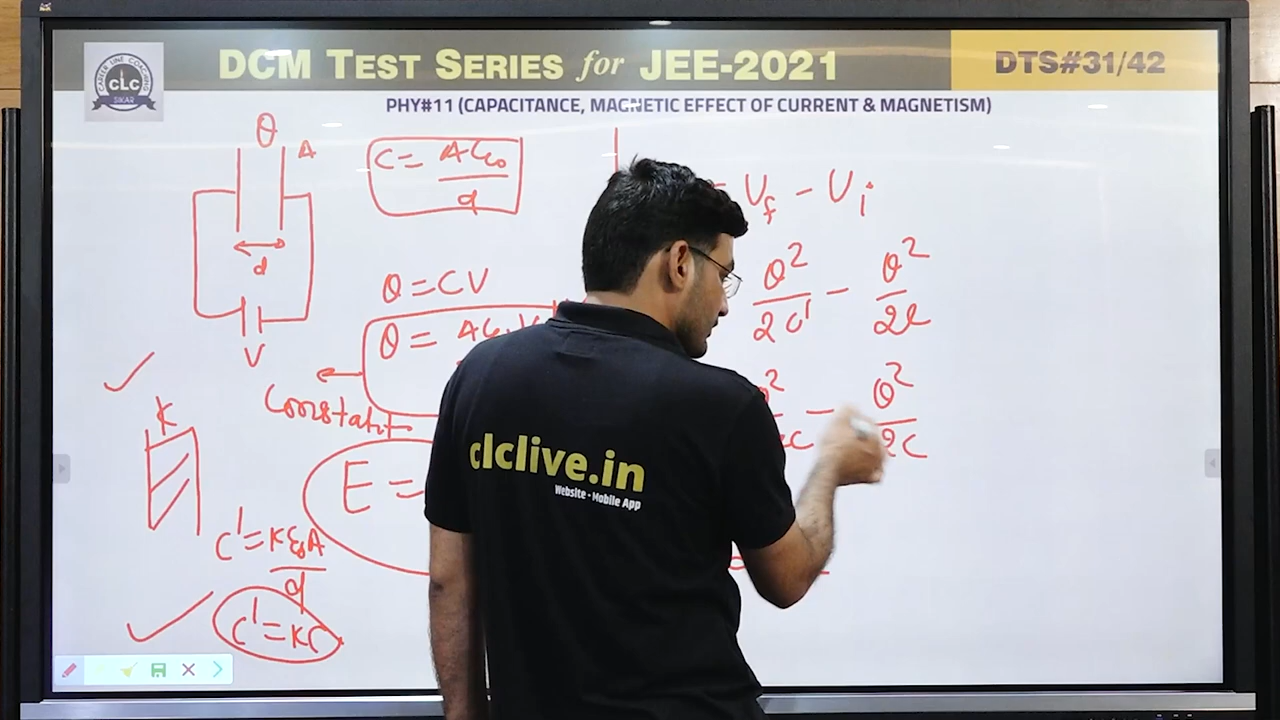 DCM TEST SERIES for JEE-2021
DTS#31/42
CAREER LINE COACHING
CLC
SIKAR
PHY#11 (CAPACITANCE, MAGNETIC EFFECT OF CURRENT & MAGNETISM)
Q
A
d
V
C = Aε₀/d
Q = CV
Q =
Constant
K
C' = Kε₀A/d
C' = KC
E =
= Uf - Ui
Q²/2C' - Q²/2C
- Q²/2C
clclive.in
Website - Mobile App